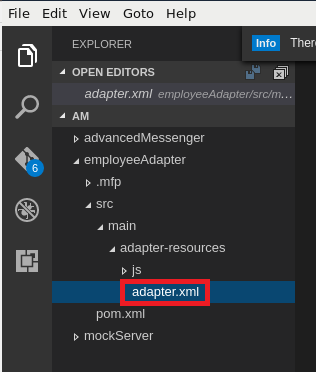 File Edit View Goto Help
EXPLORER
Info There
OPEN EDITORS
adapter.xml employeeAdapter/src/m...
AM
advancedMessenger
employeeAdapter
.mfp
src
6
main
adapter-resources
js
adapter.xml
pom.xml
mockServer